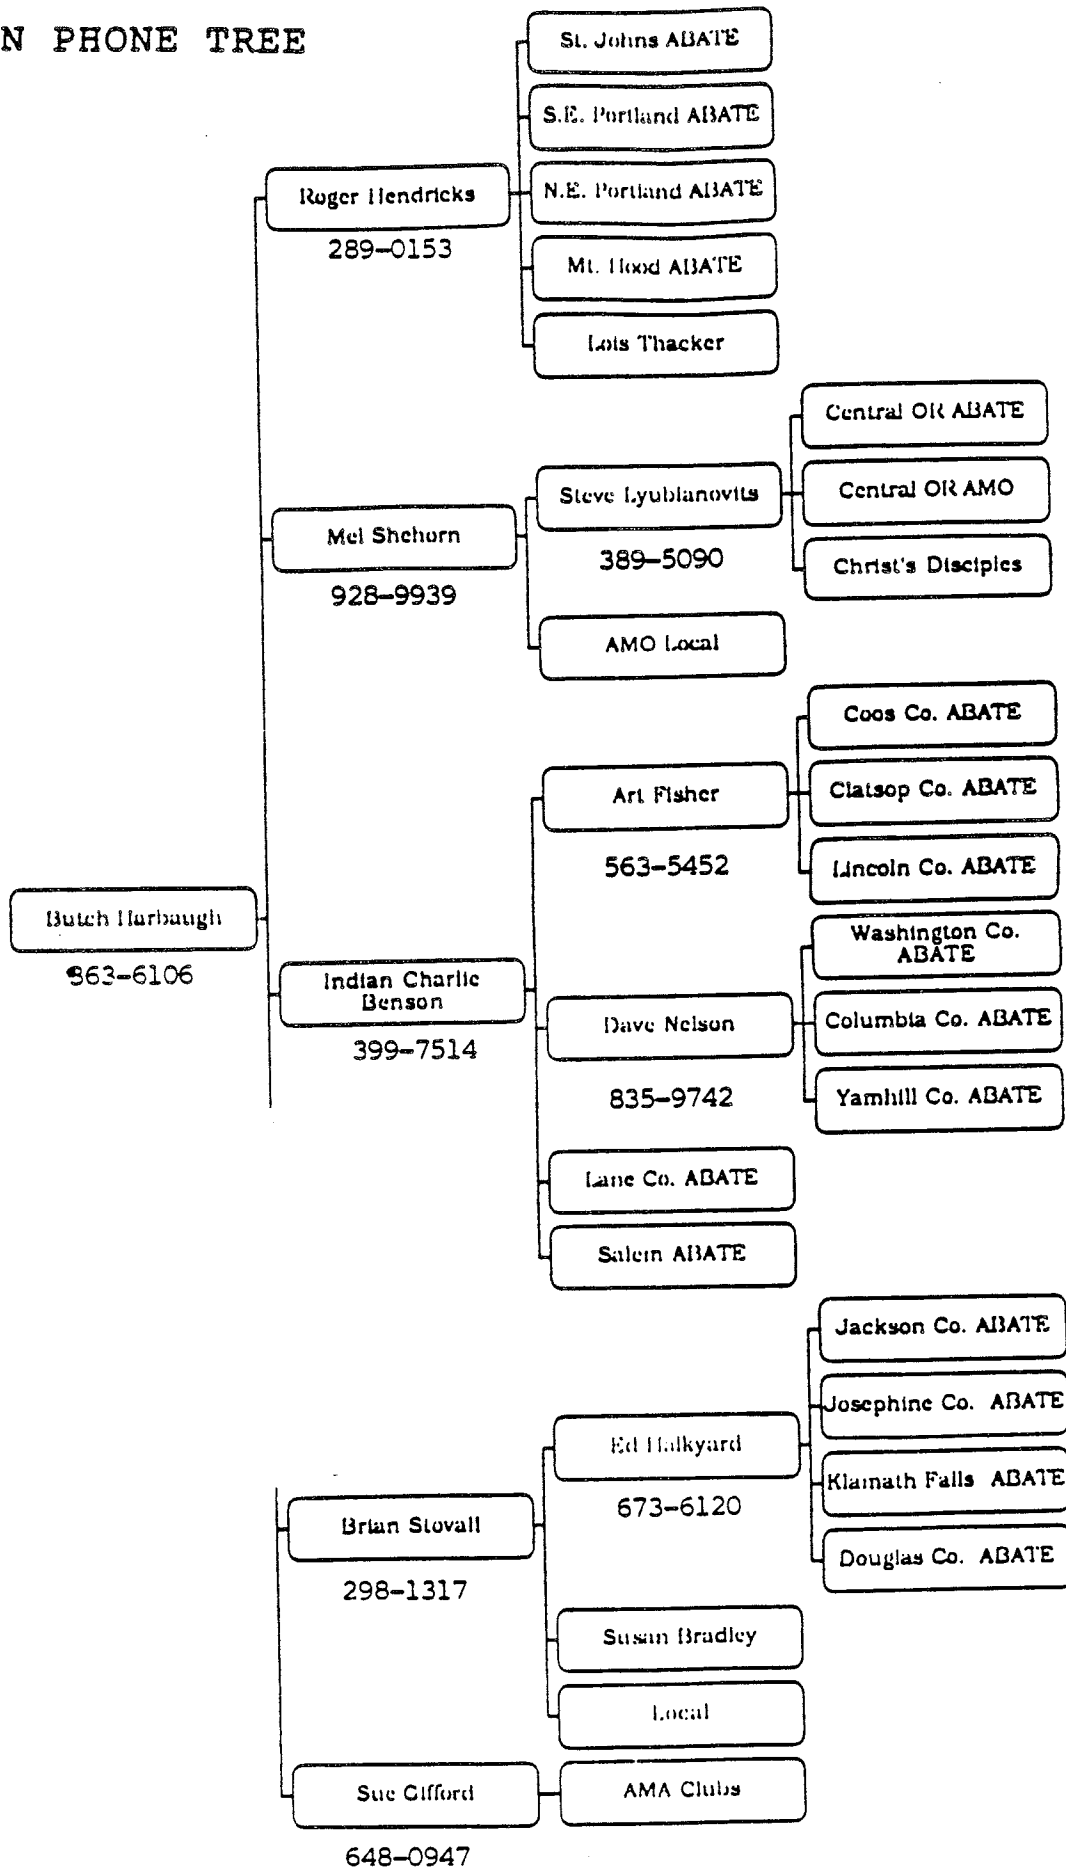 N PHONE TREE
St. Johns ABATE
S.E. Portland ABATE
Roger Hendricks
289-0153
N.E. Portland ABATE
Mt. Hood ABATE
Lois Thacker
Central OR ABATE
Steve Lyublanovits
389-5090
Central OR AMO
Mel Shehorn
928-9939
Christ's Disciples
AMO Local
Coos Co. ABATE
Art Fisher
563-5452
Clatsop Co. ABATE
Lincoln Co. ABATE
Butch Harbaugh
363-6106
Washington Co.
ABATE
Indian Charlie
Benson
399-7514
Dave Nelson
835-9742
Columbia Co. ABATE
Yamhill Co. ABATE
Lane Co. ABATE
Salem ABATE
Jackson Co. ABATE
Josephine Co. ABATE
Ed Halkyard
673-6120
Klamath Falls ABATE
Brian Stovall
298-1317
Douglas Co. ABATE
Susan Bradley
Local
Sue Gifford
648-0947
AMA Clubs